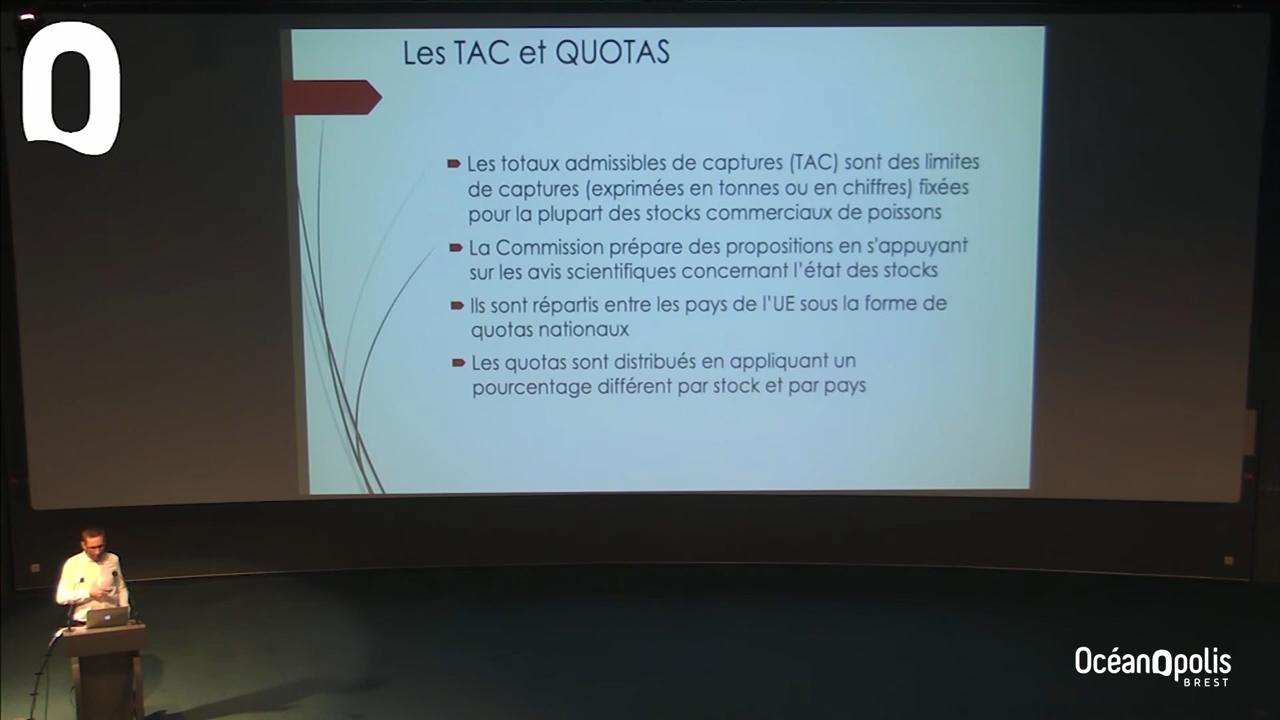 Les TAC et QUOTAS
Les totaux admissibles de captures (TAC) sont des limites
de captures (exprimées en tonnes ou en chiffres) fixées
pour la plupart des stocks commerciaux de poissons
La Commission prépare des propositions en s'appuyant
sur les avis scientifiques concernant l'état des stocks
Ils sont répartis entre les pays de l'UE sous la forme de
quotas nationaux
Les quotas sont distribués en appliquant un
pourcentage différent par stock et par pays
OcéanOpolis
BREST